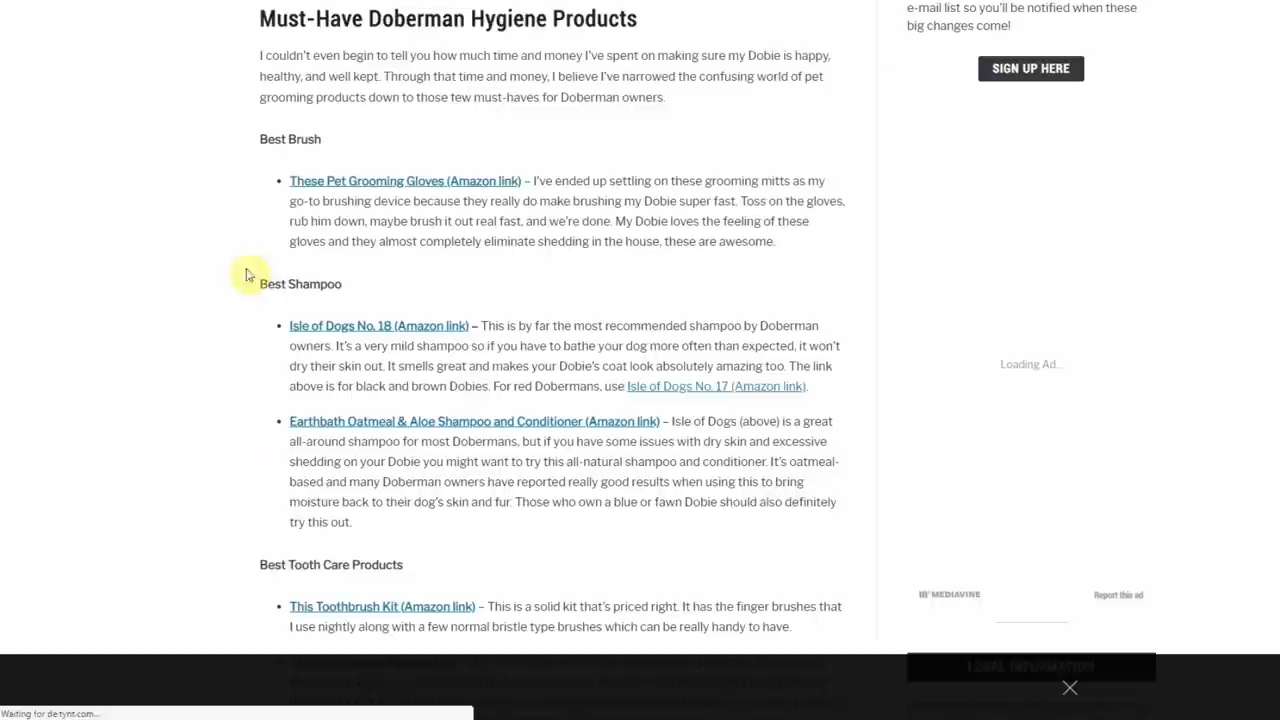 Must-Have Doberman Hygiene Products
I couldn't even begin to tell you how much time and money I've spent on making sure my Dobie is happy,
healthy, and well kept. Through that time and money, I believe I've narrowed the confusing world of pet
grooming products down to those few must-haves for Doberman owners.
Best Brush
• These Pet Grooming Gloves (Amazon link) – I've ended up settling on these grooming mitts as my
go-to brushing device because they really do make brushing my Dobie super fast. Toss on the gloves,
rub him down, maybe brush it out real fast, and we're done. My Dobie loves the feeling of these
gloves and they almost completely eliminate shedding in the house, these are awesome.
Best Shampoo
• Isle of Dogs No. 18 (Amazon link) – This is by far the most recommended shampoo by Doberman
owners. It's a very mild shampoo so if you have to bathe your dog more often than expected, it won't
dry their skin out. It smells great and makes your Dobie's coat look absolutely amazing too. The link
above is for black and brown Dobies. For red Dobermans, use Isle of Dogs No. 17 (Amazon link).
• Earthbath Oatmeal & Aloe Shampoo and Conditioner (Amazon link) – Isle of Dogs (above) is a great
all-around shampoo for most Dobermans, but if you have some issues with dry skin and excessive
shedding on your Dobie you might want to try this all-natural shampoo and conditioner. It's oatmeal-
based and many Doberman owners have reported really good results when using this to bring
moisture back to their dog's skin and fur. Those who own a blue or fawn Dobie should also definitely
try this out.
Best Tooth Care Products
• This Toothbrush Kit (Amazon link) – This is a solid kit that's priced right. It has the finger brushes that
I use nightly along with a few normal bristle type brushes which can be really handy to have.
e-mail list so you'll be notified when these
big changes come!
SIGN UP HERE
Loading Ad...
MEDIAVINE
Report this ad
LEGAL INFORMATION
Waiting for de.tynt.com...